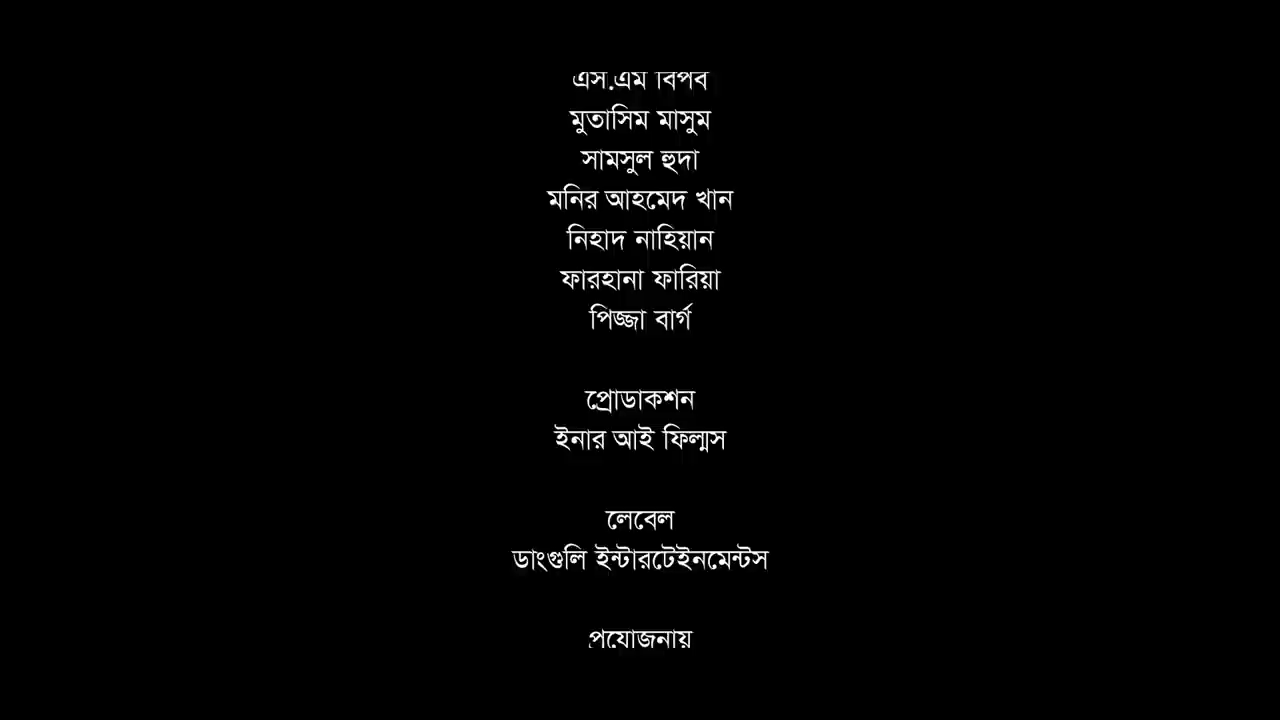 এস.এম বিপব
মুতাসিম মাসুম
সামসুল হুদা
মনির আহমেদ খান
নিহাদ নাহিয়ান
ফারহানা ফারিয়া
পিজ্জা বার্গ
প্রোডাকশন
ইনার আই ফিল্মস
লেবেল
ডাংগুলি ইন্টারটেইনমেন্টস
প্রযোজনায়